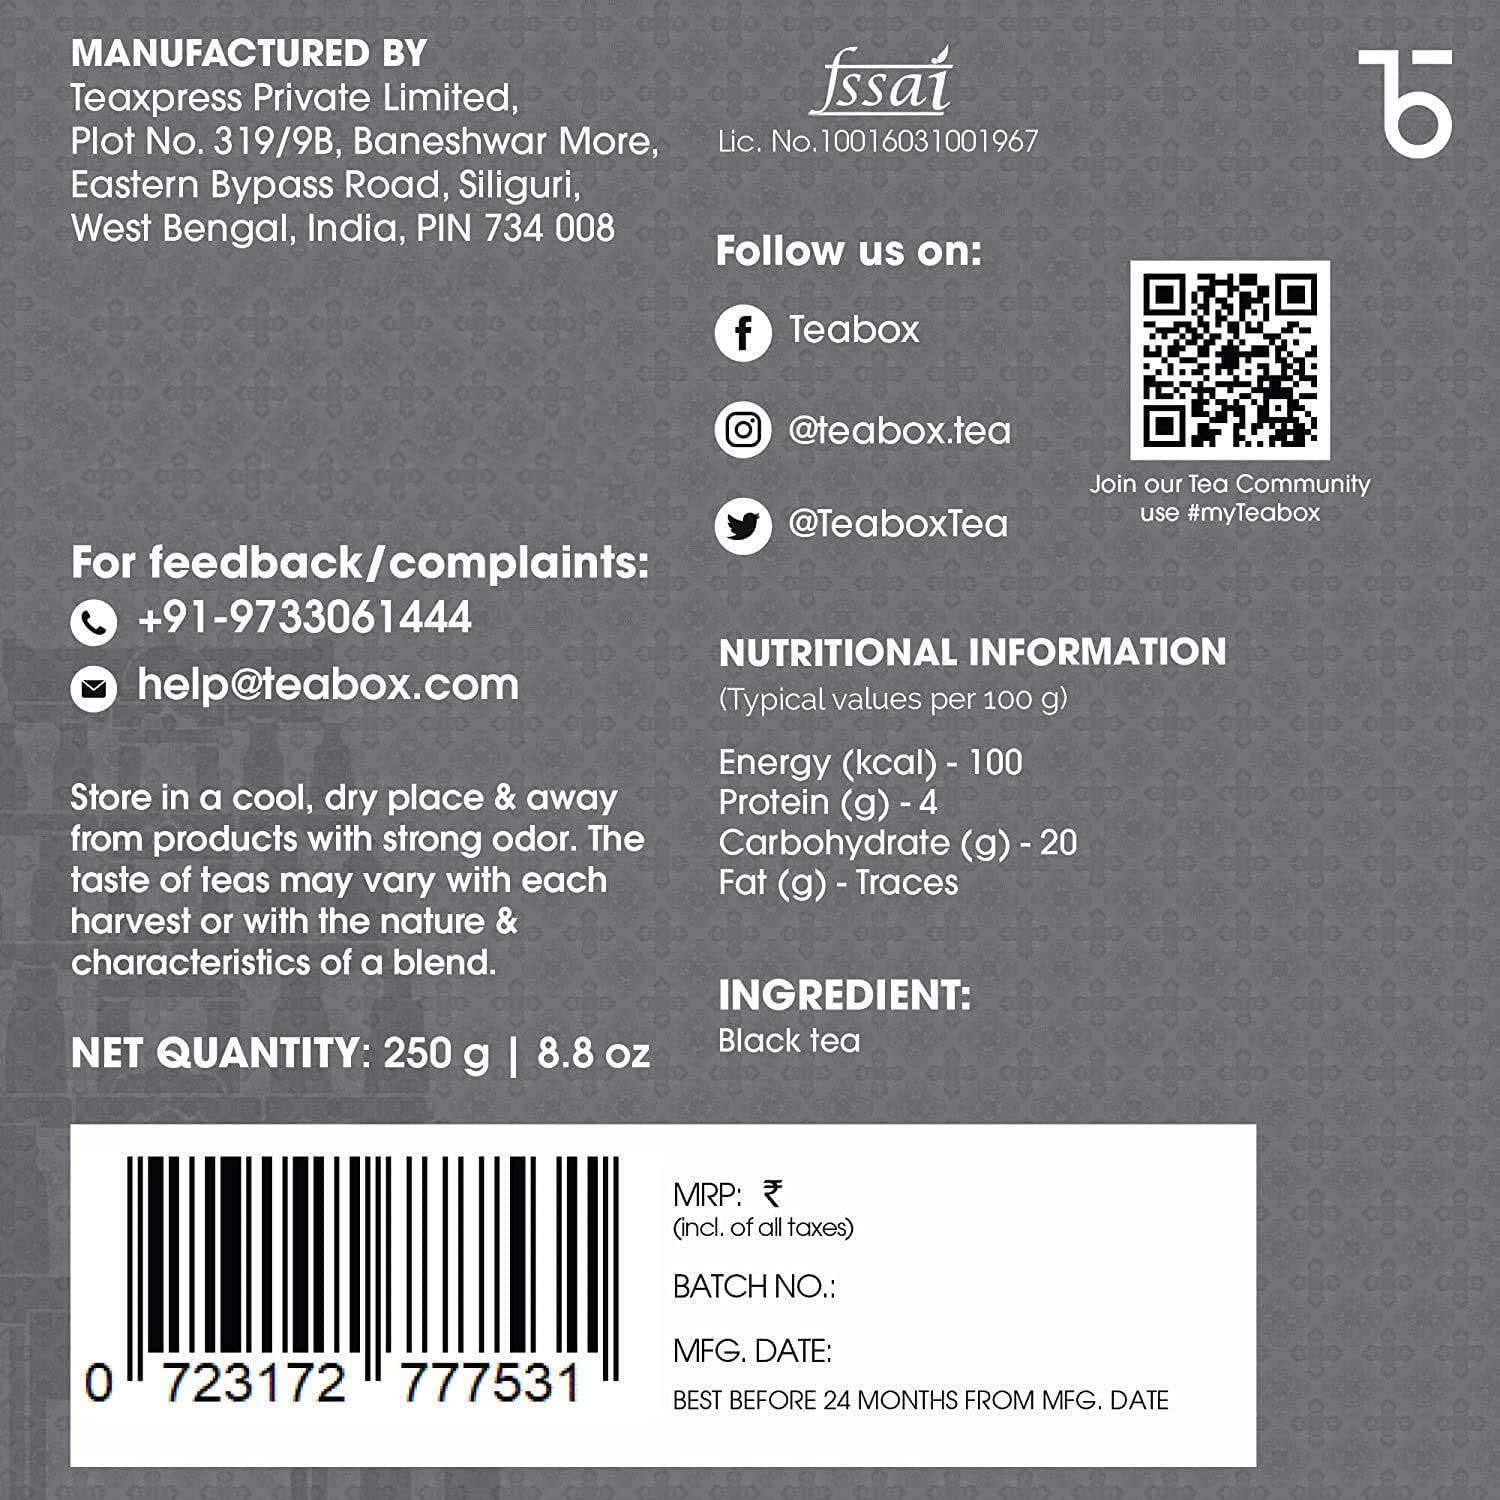 MANUFACTURED BY
Teaxpress Private Limited,
Plot No. 319/9B, Baneshwar More,
Eastern Bypass Road, Siliguri,
West Bengal, India, PIN 734 008
For feedback/complaints:
+91-9733061444
help@teabox.com
Store in a cool, dry place & away
from products with strong odor. The
taste of teas may vary with each
harvest or with the nature &
characteristics of a blend.
NET QUANTITY: 250 g | 8.8 oz
fssai
Lic. No.10016031001967
Follow us on:
Teabox
@teabox.tea
@TeaboxTea
Join our Tea Community
use #myTeabox
NUTRITIONAL INFORMATION
(Typical values per 100 g)
Energy (kcal) - 100
Protein (g) - 4
Carbohydrate (g) - 20
Fat (g) - Traces
INGREDIENT:
Black tea
0 723172 777531
MRP: ₹
(incl. of all taxes)
BATCH NO.:
MFG. DATE:
BEST BEFORE 24 MONTHS FROM MFG. DATE